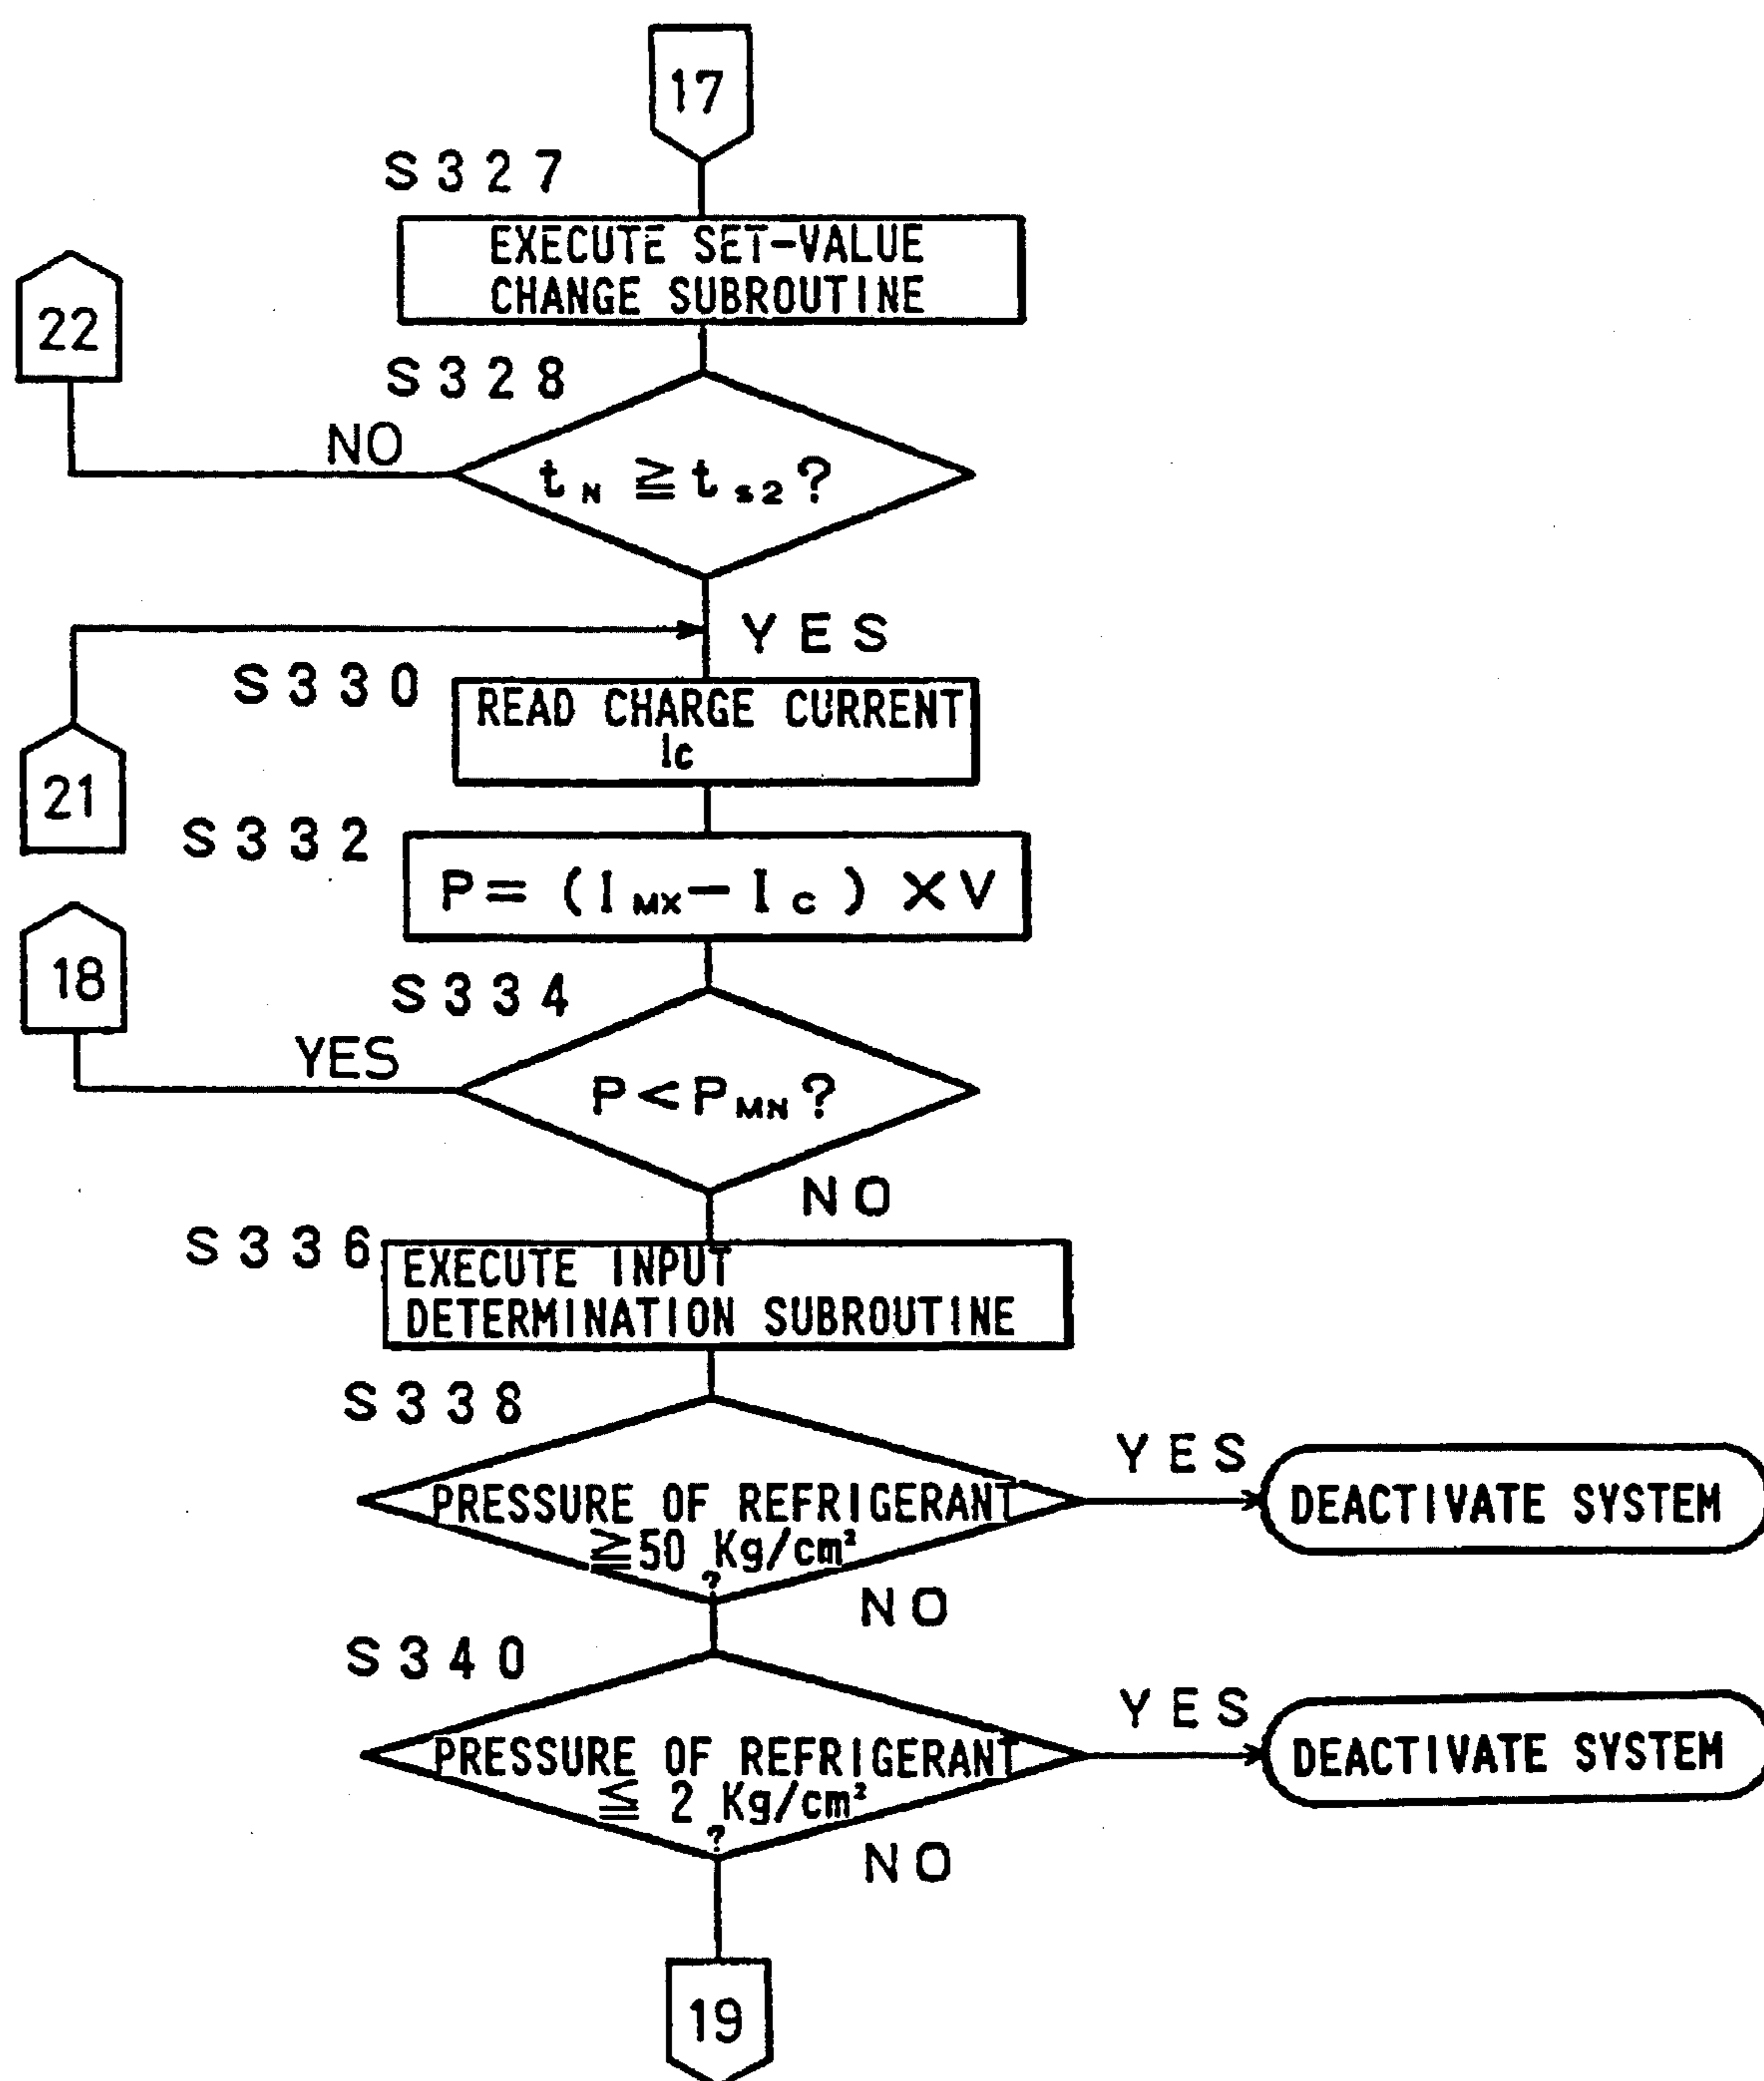 17
S327
EXECUTE SET-VALUE
CHANGE SUBROUTINE
22
S328
NO
tN ≧ ts2?
YES
S330
READ CHARGE CURRENT
Ic
21
S332
P=(IMX-Ic)×V
18
S334
YES
P<PMN?
NO
S336
EXECUTE INPUT
DETERMINATION SUBROUTINE
S338
PRESSURE OF REFRIGERANT
≧50 Kg/cm²
?
YES
DEACTIVATE SYSTEM
NO
S340
PRESSURE OF REFRIGERANT
≦ 2 Kg/cm²
?
YES
DEACTIVATE SYSTEM
NO
19